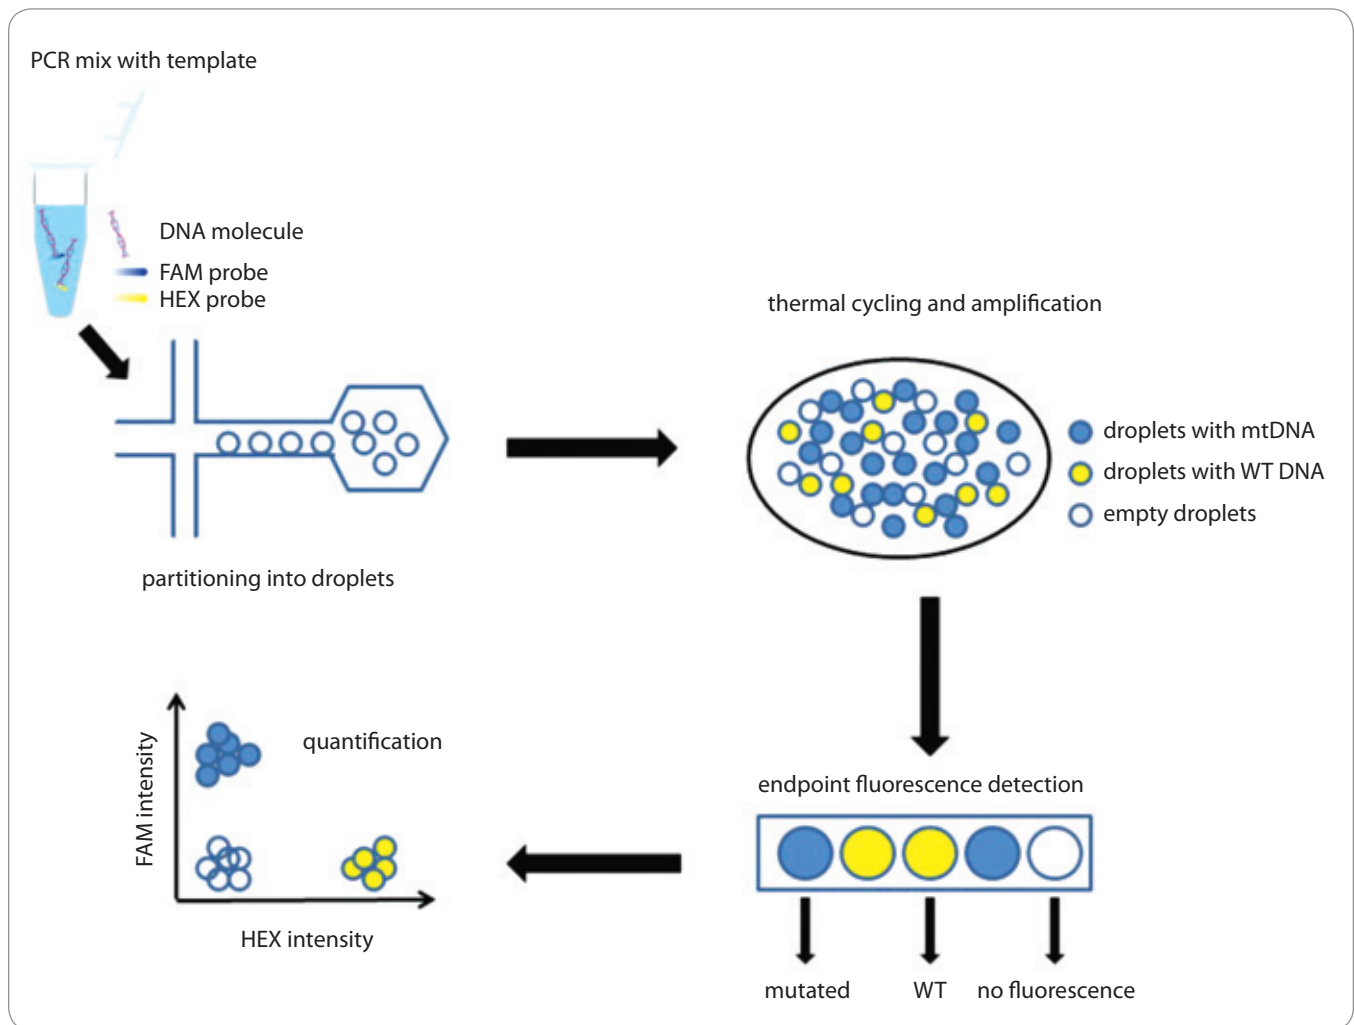 PCR mix with template
DNA molecule
FAM probe
HEX probe
thermal cycling and amplification
droplets with mtDNA
droplets with WT DNA
empty droplets
partitioning into droplets
quantification
FAM intensity
HEX intensity
endpoint fluorescence detection
mutated
WT
no fluorescence